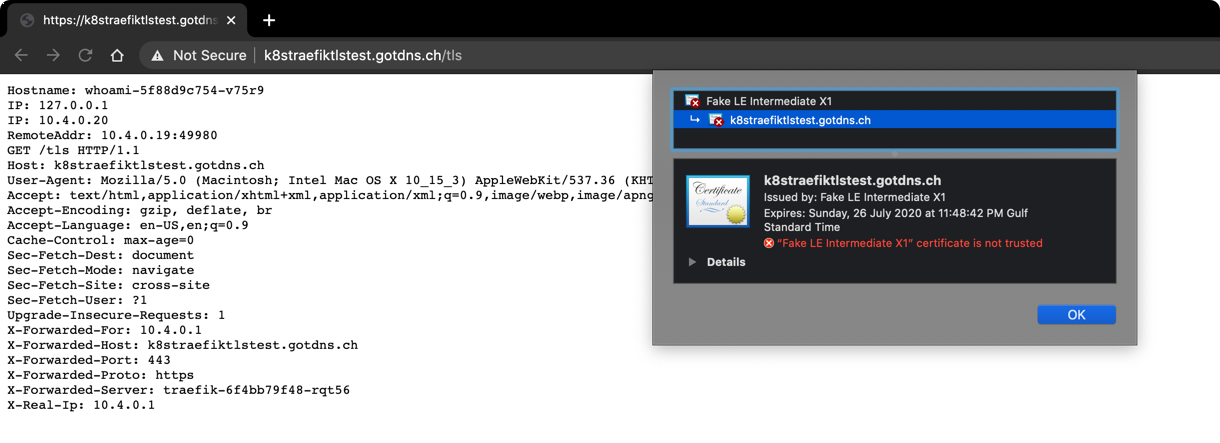 https://k8straefiktlstest.gotdns
Not Secure
k8straefiktlstest.gotdns.ch/tls
Hostname: whoami-5f88d9c754-v75r9
IP: 127.0.0.1
IP: 10.4.0.20
RemoteAddr: 10.4.0.19:49980
GET /tls HTTP/1.1
Host: k8straefiktlstest.gotdns.ch
User-Agent: Mozilla/5.0 (Macintosh; Intel Mac OS X 10_15_3) AppleWebKit/537.36 (KHT
Accept: text/html,application/xhtml+xml,application/xml;q=0.9,image/webp,image/apng
Accept-Encoding: gzip, deflate, br
Accept-Language: en-US,en;q=0.9
Cache-Control: max-age=0
Sec-Fetch-Dest: document
Sec-Fetch-Mode: navigate
Sec-Fetch-Site: cross-site
Sec-Fetch-User: ?1
Upgrade-Insecure-Requests: 1
X-Forwarded-For: 10.4.0.1
X-Forwarded-Host: k8straefiktlstest.gotdns.ch
X-Forwarded-Port: 443
X-Forwarded-Proto: https
X-Forwarded-Server: traefik-6f4bb79f48-rqt56
X-Real-Ip: 10.4.0.1
Fake LE Intermediate X1
k8straefiktlstest.gotdns.ch
Certificate
Standard
k8straefiktlstest.gotdns.ch
Issued by: Fake LE Intermediate X1
Expires: Sunday, 26 July 2020 at 11:48:42 PM Gulf
Standard Time
“Fake LE Intermediate X1” certificate is not trusted
Details
OK